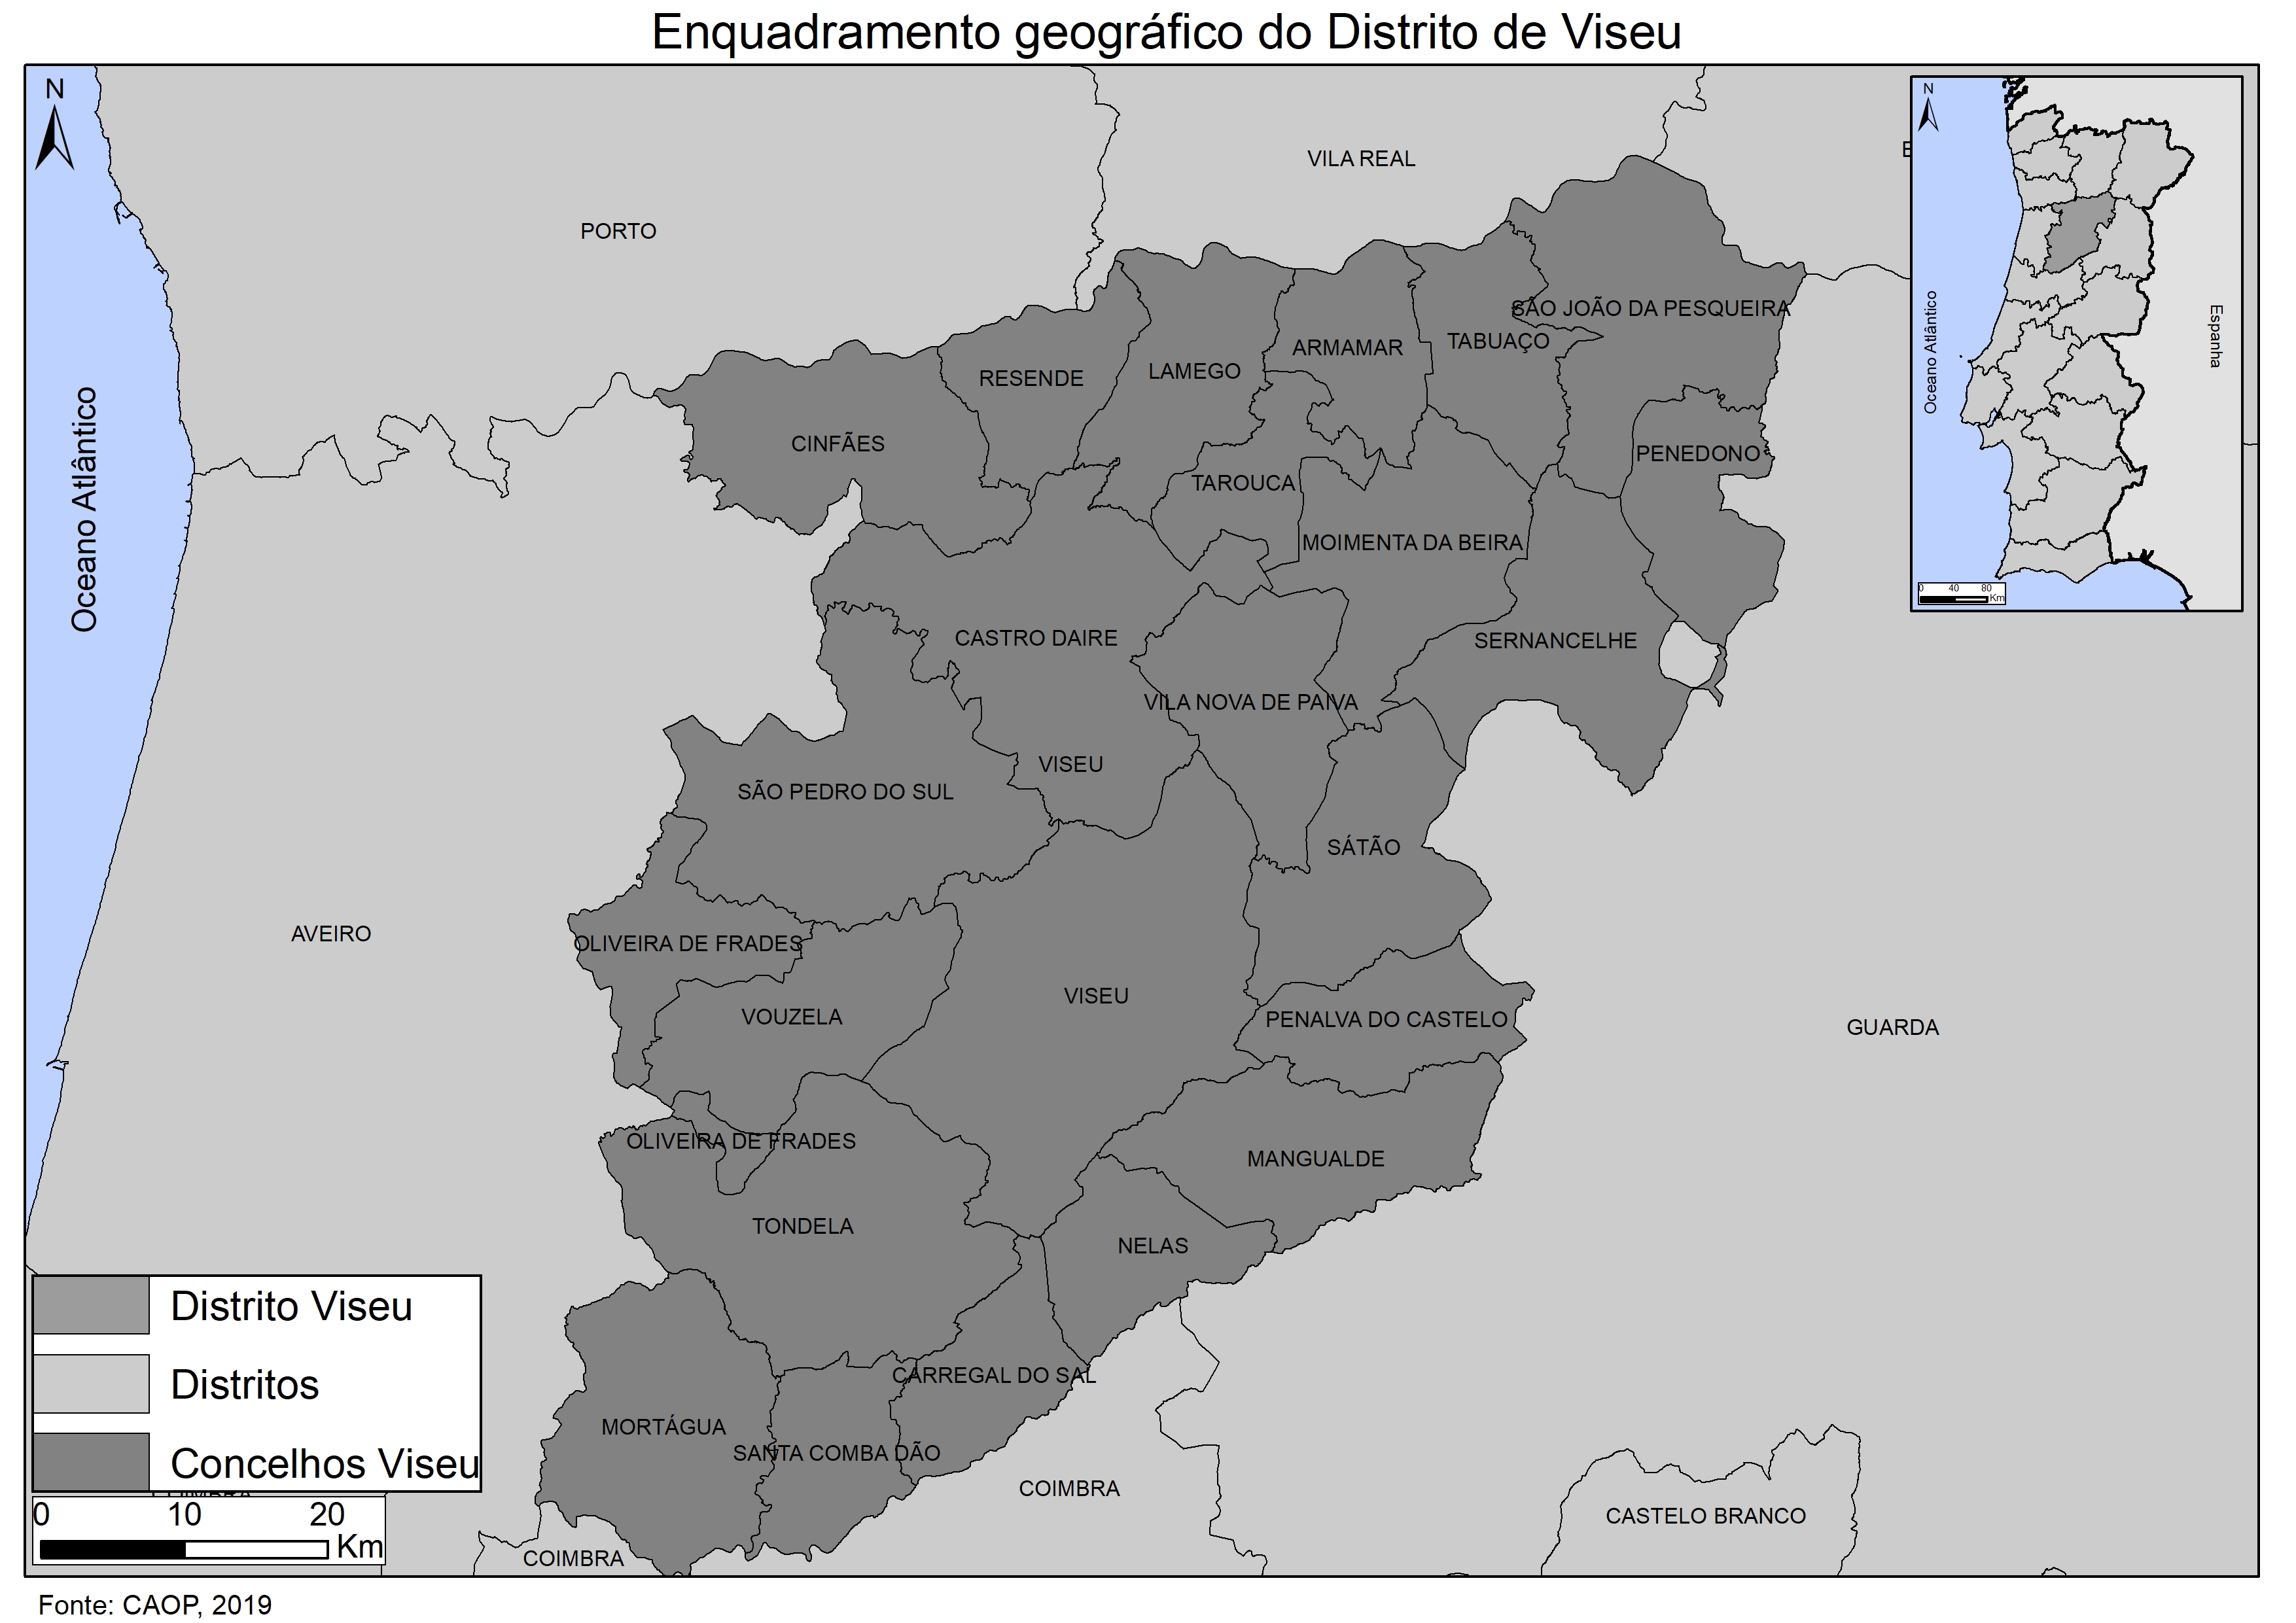 Enquadramento geográfico do Distrito de Viseu
N
N
VILA REAL
E
PORTO
Oceano Atlântico
Espanha
0 40 80
Km
SÃO JOÃO DA PESQUEIRA
TABUAÇO
ARMAMAR
LAMEGO
RESENDE
CINFÃES
PENEDONO
TAROUCA
MOIMENTA DA BEIRA
Oceano Atlântico
CASTRO DAIRE
SERNANCELHE
VILA NOVA DE PAIVA
VISEU
SÃO PEDRO DO SUL
SÁTÃO
AVEIRO
OLIVEIRA DE FRADES
VISEU
VOUZELA
PENALVA DO CASTELO
GUARDA
OLIVEIRA DE FRADES
MANGUALDE
TONDELA
NELAS
CARREGAL DO SAL
MORTÁGUA
SANTA COMBA DÃO
COIMBRA
CASTELO BRANCO
COIMBRA
Distrito Viseu
Distritos
Concelhos Viseu
COIMBRA
0 10 20
Km
Fonte: CAOP, 2019